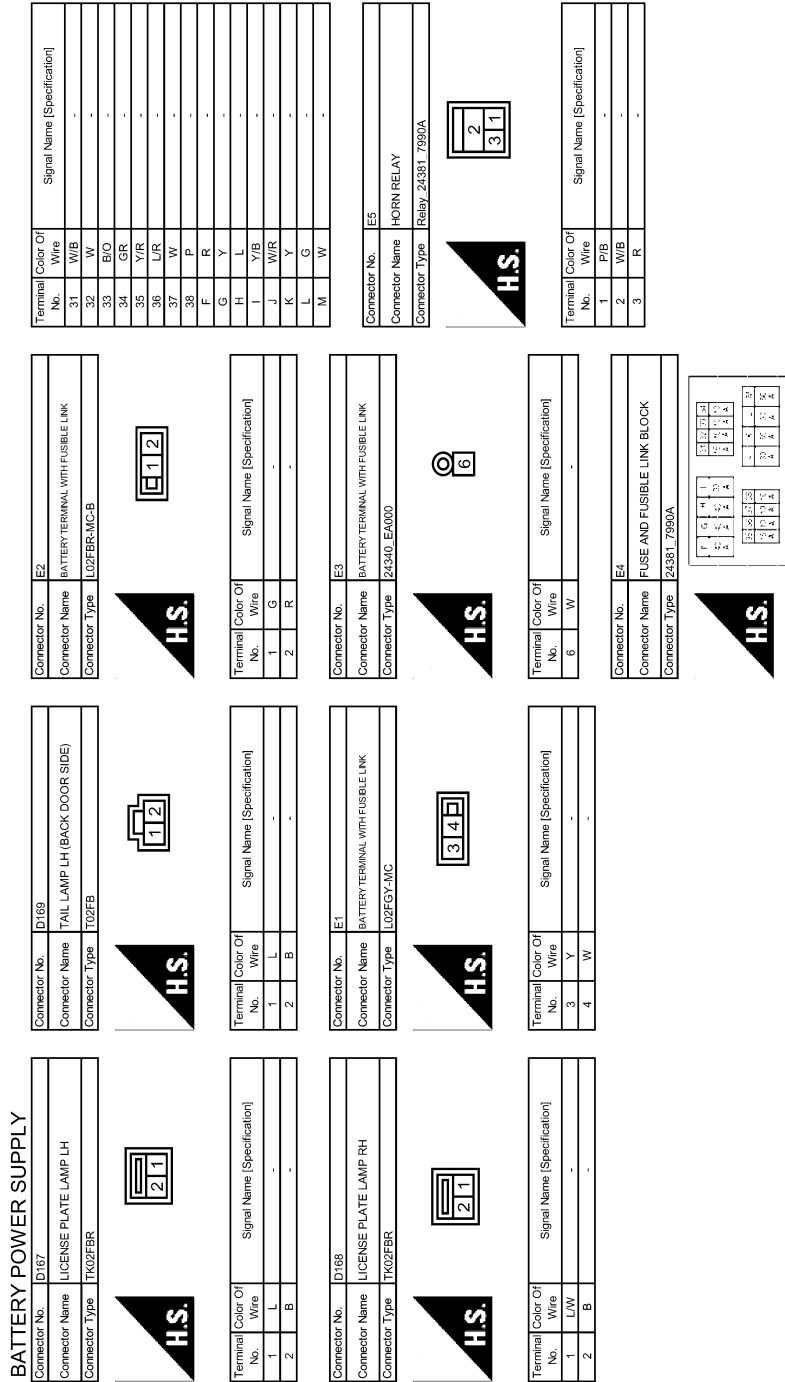 BATTERY POWER SUPPLY
Connector No. D167
Connector Name LICENSE PLATE LAMP LH
Connector Type TK02FBR
H.S.
2 1
Terminal No. Color Of Wire Signal Name [Specification]
1 L -
2 B -
Connector No. D168
Connector Name LICENSE PLATE LAMP RH
Connector Type TK02FBR
H.S.
2 1
Terminal No. Color Of Wire Signal Name [Specification]
1 L/W -
2 B -
Connector No. D169
Connector Name TAIL LAMP LH (BACK DOOR SIDE)
Connector Type T02FB
H.S.
1 2
Terminal No. Color Of Wire Signal Name [Specification]
1 L -
2 B -
Connector No. E1
Connector Name BATTERY TERMINAL WITH FUSIBLE LINK
Connector Type L02FGY-MC
H.S.
3 4
Terminal No. Color Of Wire Signal Name [Specification]
3 Y -
4 W -
Connector No. E2
Connector Name BATTERY TERMINAL WITH FUSIBLE LINK
Connector Type L02FBR-MC-B
H.S.
1 2
Terminal No. Color Of Wire Signal Name [Specification]
1 G -
2 R -
Connector No. E3
Connector Name BATTERY TERMINAL WITH FUSIBLE LINK
Connector Type 24340_EA000
H.S.
6
Terminal No. Color Of Wire Signal Name [Specification]
6 W -
Connector No. E4
Connector Name FUSE AND FUSIBLE LINK BLOCK
Connector Type 24381_7990A
H.S.
F G H I
31 32 33 34
35 36 37 38
Terminal No. Color Of Wire Signal Name [Specification]
31 W/B -
32 W -
33 B/O -
34 GR -
35 Y/R -
36 L/R -
37 W -
38 P -
F R -
G Y -
H L -
I Y/B -
J W/R -
K Y -
L G -
M W -
Connector No. E5
Connector Name HORN RELAY
Connector Type Relay_24381_7990A
H.S.
2
3 1
Terminal No. Color Of Wire Signal Name [Specification]
1 P/B -
2 W/B -
3 R -